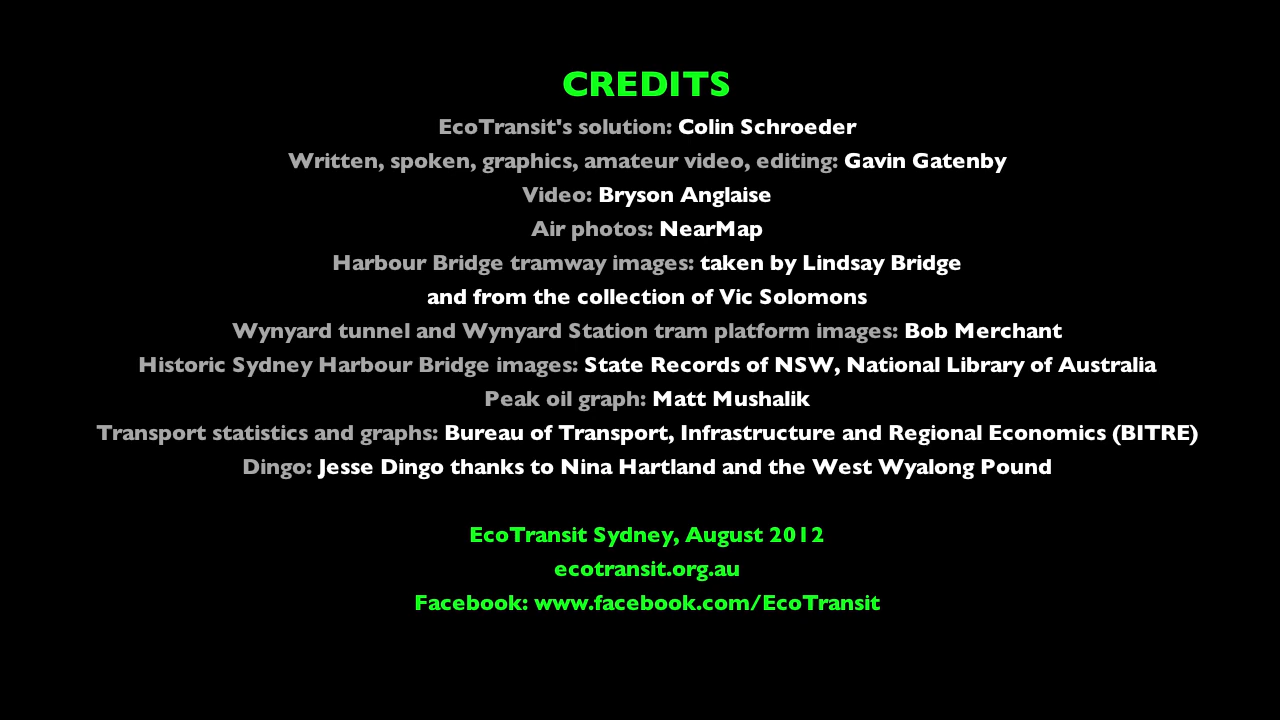 CREDITS
EcoTransit's solution: Colin Schroeder
Written, spoken, graphics, amateur video, editing: Gavin Gatenby
Video: Bryson Anglaise
Air photos: NearMap
Harbour Bridge tramway images: taken by Lindsay Bridge
and from the collection of Vic Solomons
Wynyard tunnel and Wynyard Station tram platform images: Bob Merchant
Historic Sydney Harbour Bridge images: State Records of NSW, National Library of Australia
Peak oil graph: Matt Mushalik
Transport statistics and graphs: Bureau of Transport, Infrastructure and Regional Economics (BITRE)
Dingo: Jesse Dingo thanks to Nina Hartland and the West Wyalong Pound
EcoTransit Sydney, August 2012
ecotransit.org.au
Facebook: www.facebook.com/EcoTransit